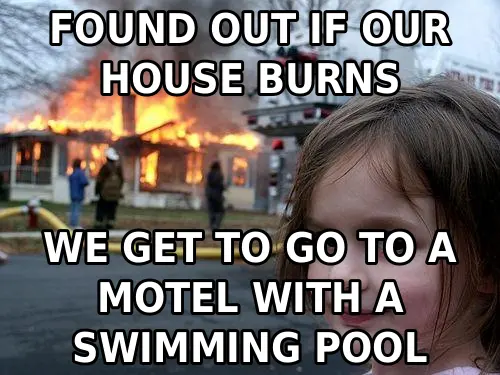 FOUND OUT IF OUR
HOUSE BURNS
WE GET TO GO TO A
MOTEL WITH A
SWIMMING POOL